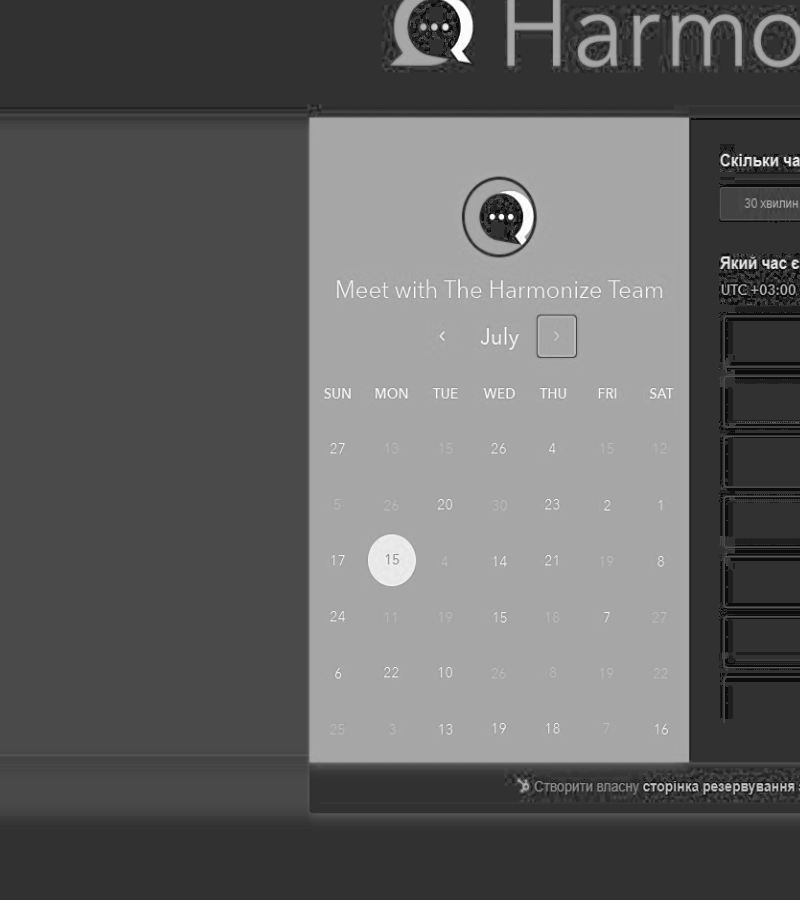 Harmo
Meet with The Harmonize Team
July
SUN MON TUE WED THU FRI SAT
27 13 15 26 4 15 12
5 26 20 30 23 2 1
17 15 4 14 21 19 8
24 11 19 15 18 7 27
6 22 10 26 8 19 22
25 3 13 19 18 7 16
Скільки ча
30 хвилин
Який час є
UTC +03:00
Створити власну сторінка резервування